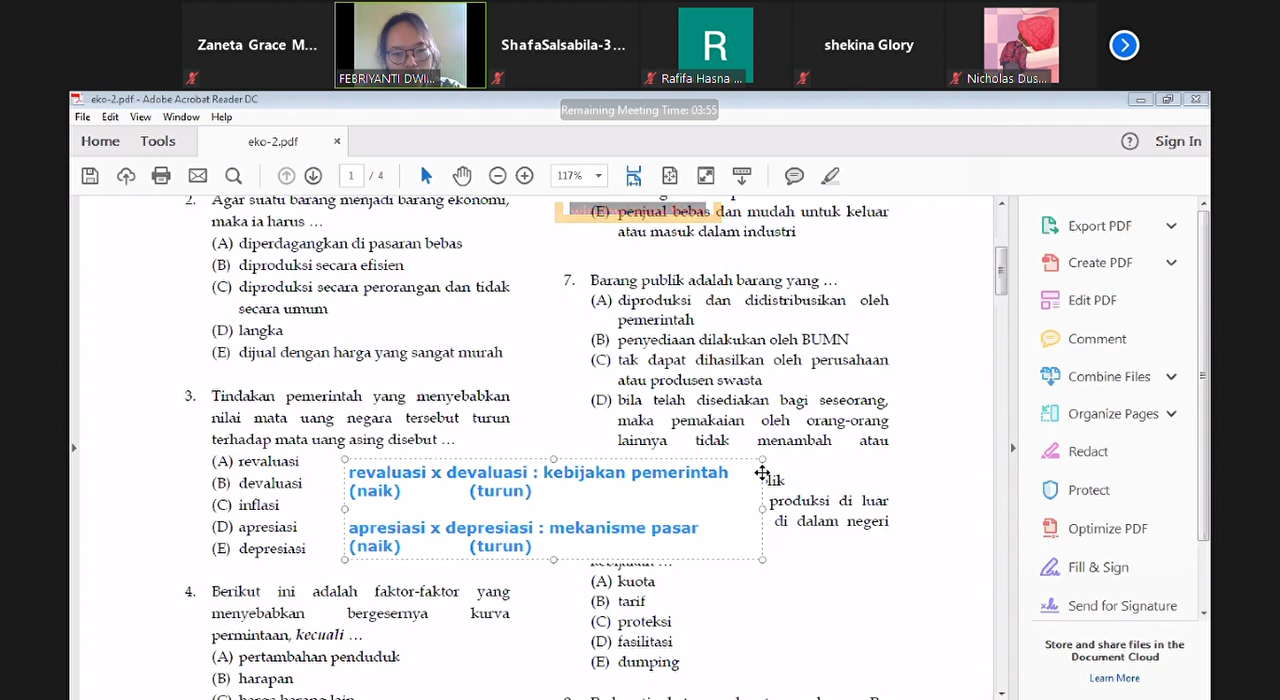 Zaneta Grace M...
FEBRIYANTI DWI...
ShafaSalsabila-3...
R
Rafifa Hasna ...
shekina Glory
Nicholas Dus...
eko-2.pdf - Adobe Acrobat Reader DC
Remaining Meeting Time: 03:55
File Edit View Window Help
Home Tools eko-2.pdf × Sign In
1 / 4 117%
2. Agar suatu barang menjadi barang ekonomi,
maka ia harus …
(A) diperdagangkan di pasaran bebas
(B) diproduksi secara efisien
(C) diproduksi secara perorangan dan tidak
secara umum
(D) langka
(E) dijual dengan harga yang sangat murah
3. Tindakan pemerintah yang menyebabkan
nilai mata uang negara tersebut turun
terhadap mata uang asing disebut …
(A) revaluasi
(B) devaluasi
(C) inflasi
(D) apresiasi
(E) depresiasi
revaluasi x devaluasi : kebijakan pemerintah
(naik) (turun)
apresiasi x depresiasi : mekanisme pasar
(naik) (turun)
4. Berikut ini adalah faktor-faktor yang
menyebabkan bergesernya kurva
permintaan, kecuali …
(A) pertambahan penduduk
(B) harapan
(C) harga barang lain
(E) penjual bebas dan mudah untuk keluar
atau masuk dalam industri
7. Barang publik adalah barang yang …
(A) diproduksi dan didistribusikan oleh
pemerintah
(B) penyediaan dilakukan oleh BUMN
(C) tak dapat dihasilkan oleh perusahaan
atau produsen swasta
(D) bila telah disediakan bagi seseorang,
maka pemakaian oleh orang-orang
lainnya tidak menambah atau
lik
produksi di luar
di dalam negeri
kebijakan …
(A) kuota
(B) tarif
(C) proteksi
(D) fasilitasi
(E) dumping
Export PDF
Create PDF
Edit PDF
Comment
Combine Files
Organize Pages
Redact
Protect
Optimize PDF
Fill & Sign
Send for Signature
Store and share files in the
Document Cloud
Learn More